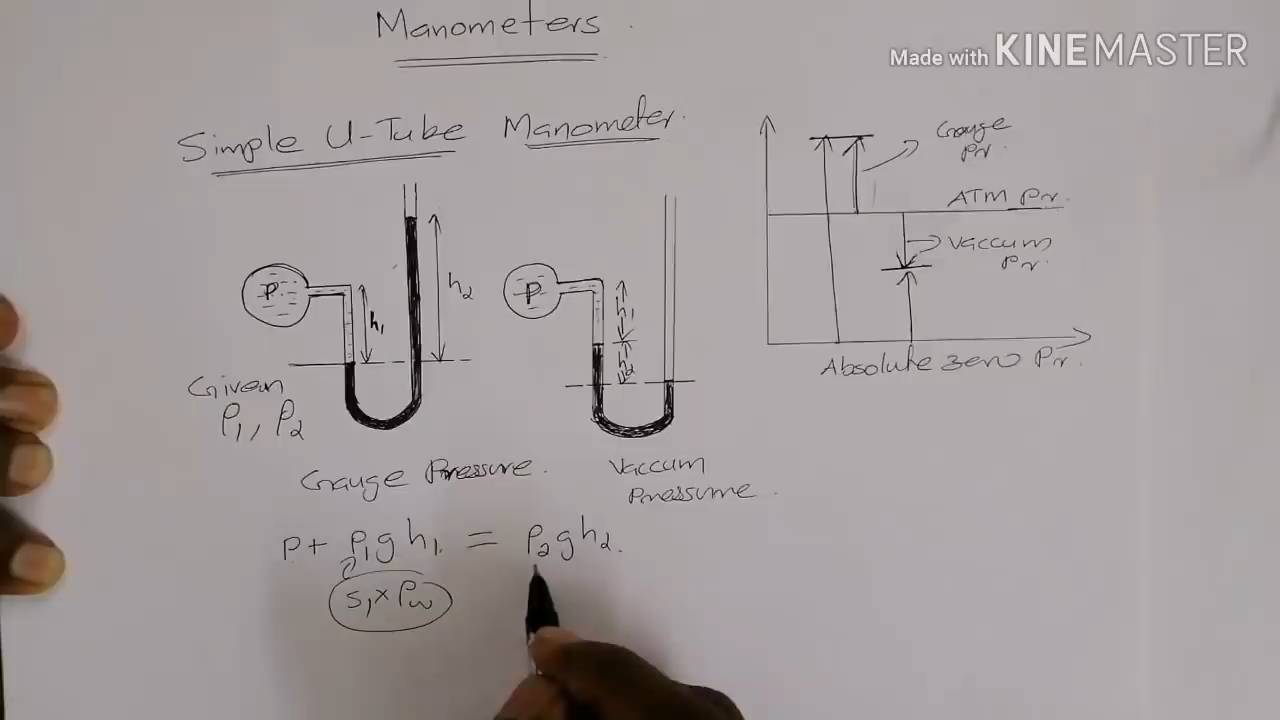 Manometers.
Made with KINEMASTER
Simple U-Tube Manometer.
Gauge
Pr.
ATM Pr.
Vaccum
Pr.
Absolute zero Pr.
P
h1
h2
P
h1
h2
Given
ρ1, ρ2
Gauge Pressure.
Vaccum
Pressure.
P + ρ1gh1 = ρ2gh2.
S1 × ρw